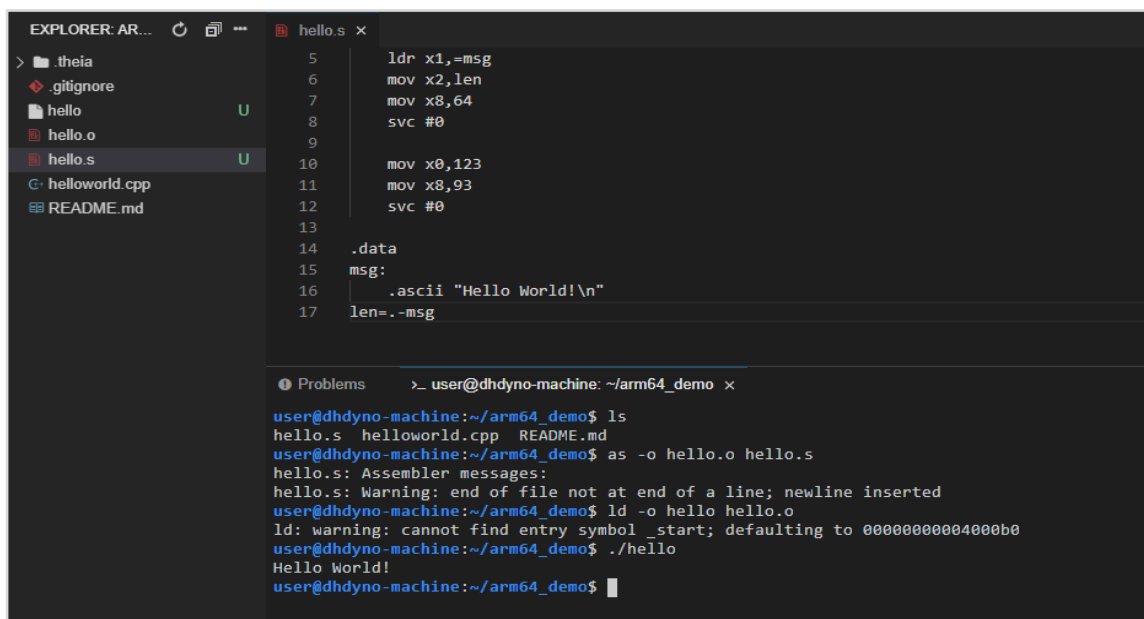 EXPLORER: AR...
> .theia
.gitignore
hello U
hello.o
hello.s U
helloworld.cpp
README.md
hello.s ×
5 ldr x1,=msg
6 mov x2,len
7 mov x8,64
8 svc #0
9
10 mov x0,123
11 mov x8,93
12 svc #0
13
14 .data
15 msg:
16 .ascii "Hello World!\n"
17 len=.-msg
Problems >_ user@dhdyno-machine: ~/arm64_demo ×
user@dhdyno-machine:~/arm64_demo$ ls
hello.s helloworld.cpp README.md
user@dhdyno-machine:~/arm64_demo$ as -o hello.o hello.s
hello.s: Assembler messages:
hello.s: Warning: end of file not at end of a line; newline inserted
user@dhdyno-machine:~/arm64_demo$ ld -o hello hello.o
ld: warning: cannot find entry symbol _start; defaulting to 00000000004000b0
user@dhdyno-machine:~/arm64_demo$ ./hello
Hello World!
user@dhdyno-machine:~/arm64_demo$